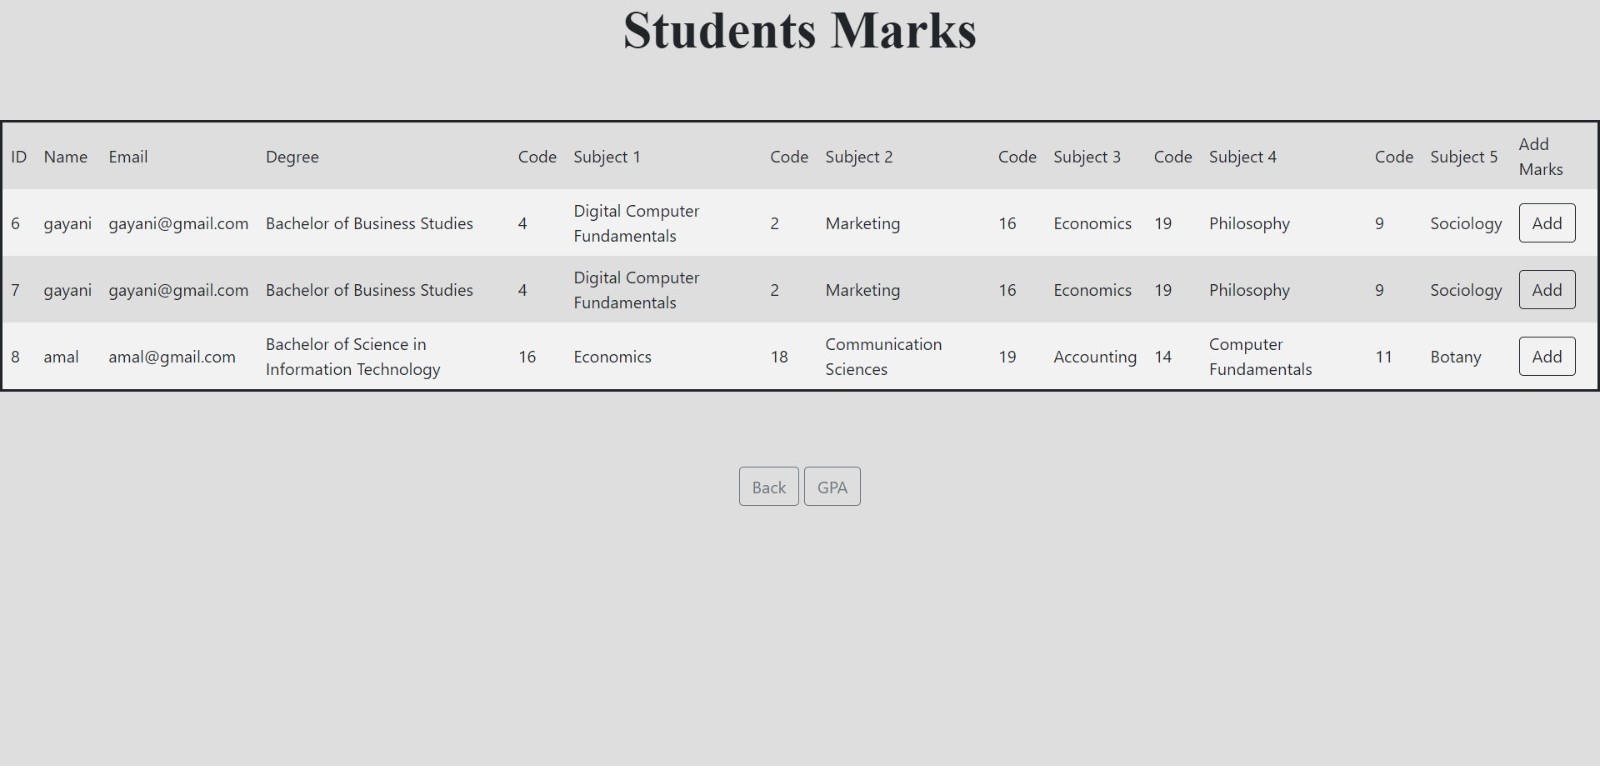 Students Marks
ID Name Email Degree Code Subject 1 Code Subject 2 Code Subject 3 Code Subject 4 Code Subject 5 Add Marks
6 gayani gayani@gmail.com Bachelor of Business Studies 4 Digital Computer Fundamentals 2 Marketing 16 Economics 19 Philosophy 9 Sociology Add
7 gayani gayani@gmail.com Bachelor of Business Studies 4 Digital Computer Fundamentals 2 Marketing 16 Economics 19 Philosophy 9 Sociology Add
8 amal amal@gmail.com Bachelor of Science in Information Technology 16 Economics 18 Communication Sciences 19 Accounting 14 Computer Fundamentals 11 Botany Add
Back GPA